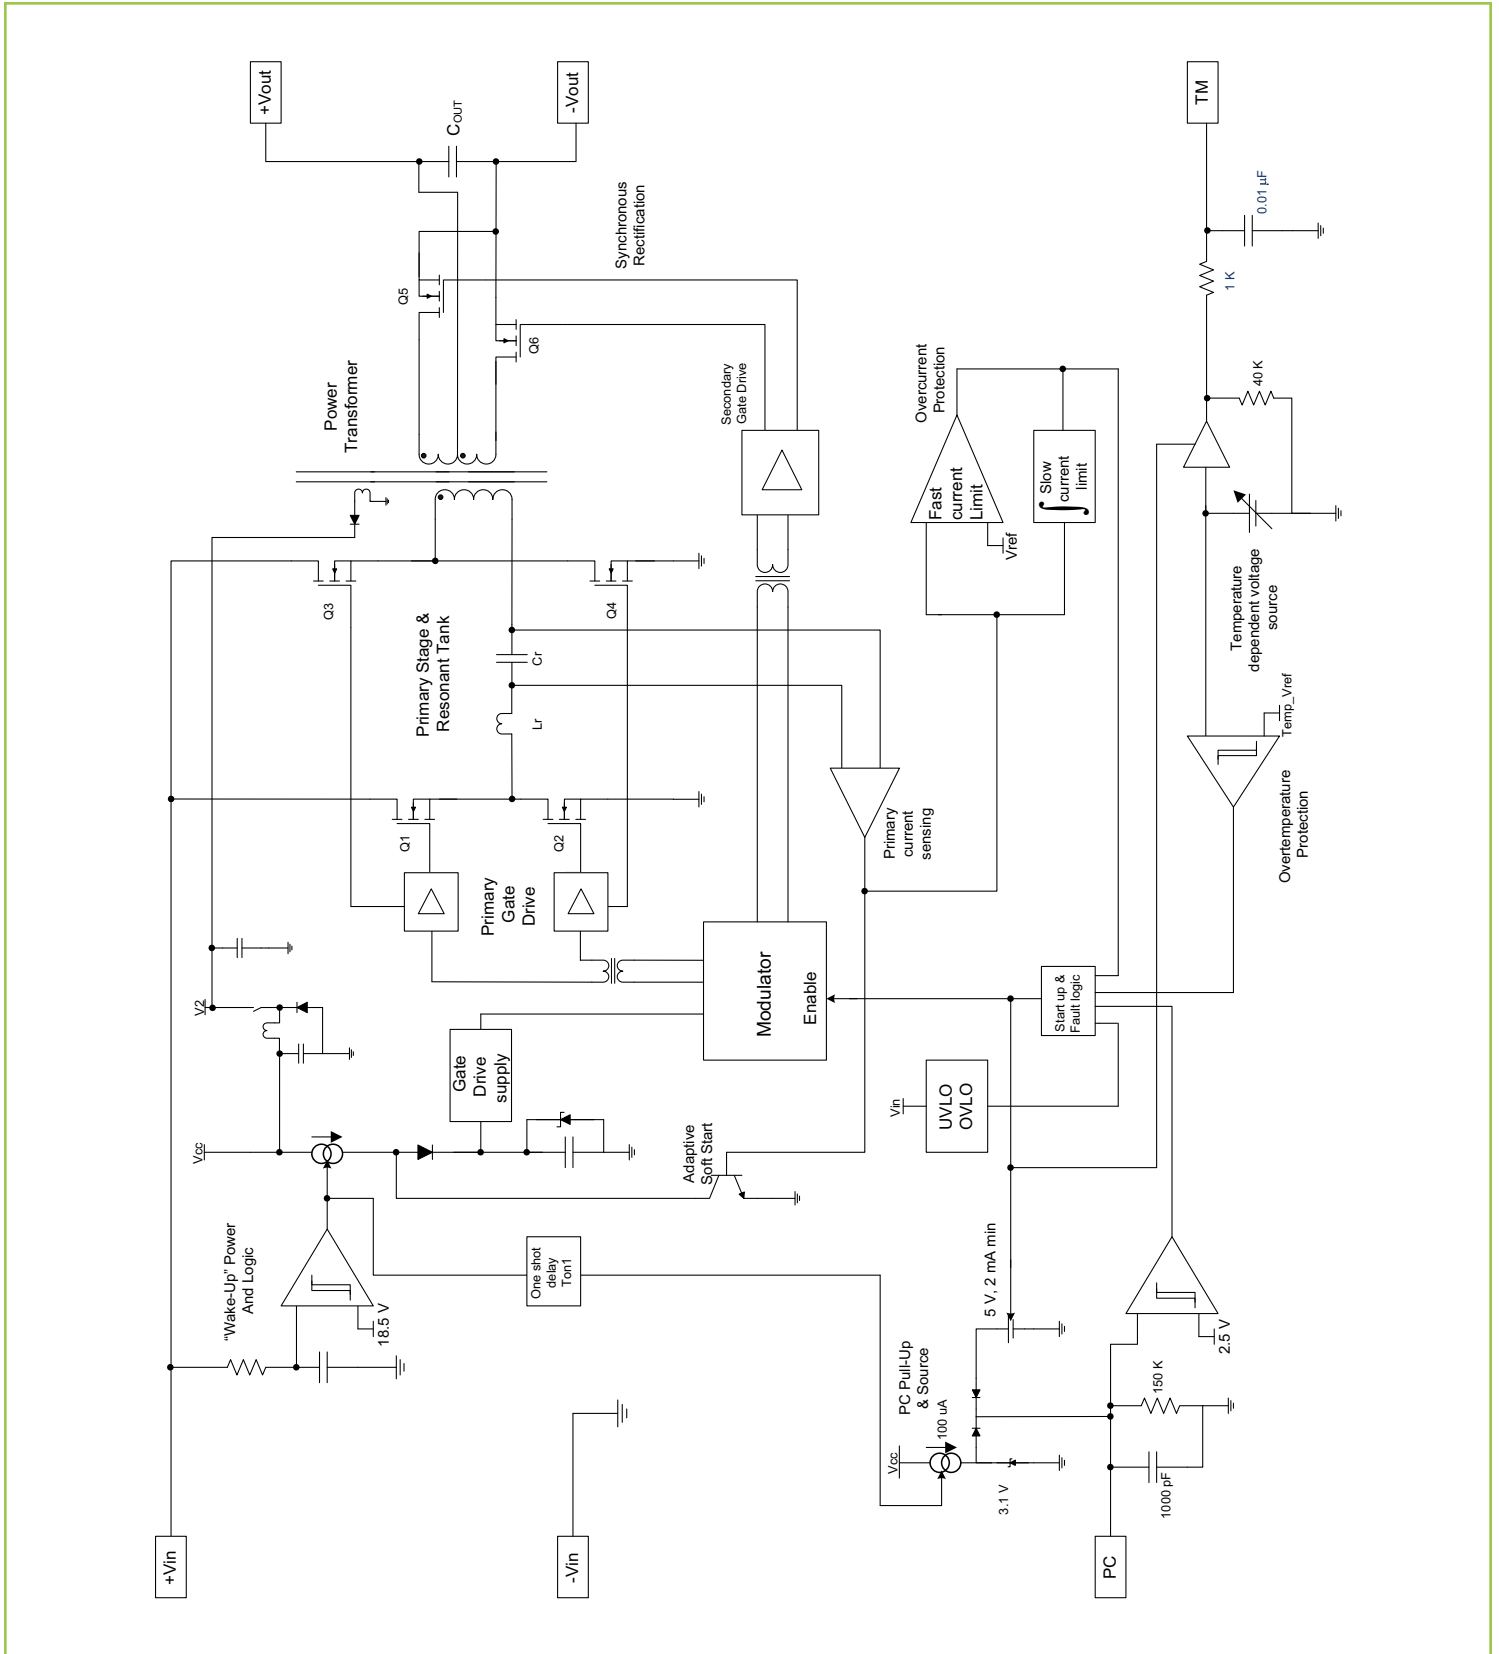 +Vout
COUT
-Vout
TM
0.01 µF
1 K
40 K
Synchronous
Rectification
Q5
Q6
Power
Transformer
Secondary
Gate Drive
Overcurrent
Protection
Fast
current
Limit
Vref
Slow
current
limit
Temperature
dependent voltage
source
Q3
Q4
Primary Stage &
Resonant Tank
Cr
Lr
Temp_Vref
Overtemperature
Protection
Q1
Q2
Primary
current
sensing
Primary
Gate
Drive
V2
Modulator
Enable
Start up &
Fault logic
Gate
Drive
supply
Vin
UVLO
OVLO
Vcc
Adaptive
Soft Start
"Wake-Up" Power
And Logic
18.5 V
One shot
delay
Ton1
5 V, 2 mA min
2.5 V
PC Pull-Up
& Source
100 uA
Vcc
3.1 V
150 K
1000 pF
+Vin
-Vin
PC